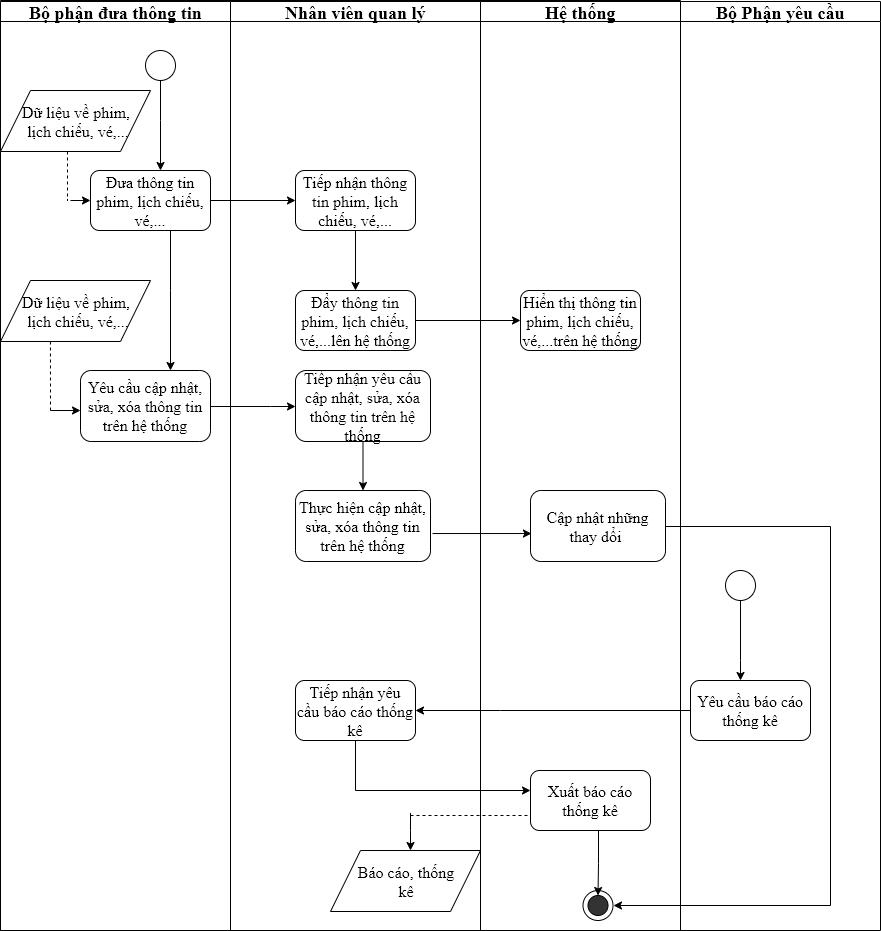 Bộ phận đưa thông tin
Nhân viên quan lý
Hệ thống
Bộ Phận yêu cầu
Dữ liệu về phim,
lịch chiếu, vé,...
Đưa thông tin
phim, lịch chiếu,
vé,...
Tiếp nhận thông
tin phim, lịch
chiếu, vé,...
Dữ liệu về phim,
lịch chiếu, vé,...
Đẩy thông tin
phim, lịch chiếu,
vé,...lên hệ thống
Hiển thị thông tin
phim, lịch chiếu,
vé,...trên hệ thống
Yêu cầu cập nhật,
sửa, xóa thông tin
trên hệ thống
Tiếp nhận yêu cầu
cập nhật, sửa, xóa
thông tin trên hệ
thống
Thực hiện cập nhật,
sửa, xóa thông tin
trên hệ thống
Cập nhật những
thay dổi
Tiếp nhận yêu
cầu báo cáo thống
kê
Yêu cầu báo cáo
thống kê
Xuất báo cáo
thống kê
Báo cáo, thống
kê